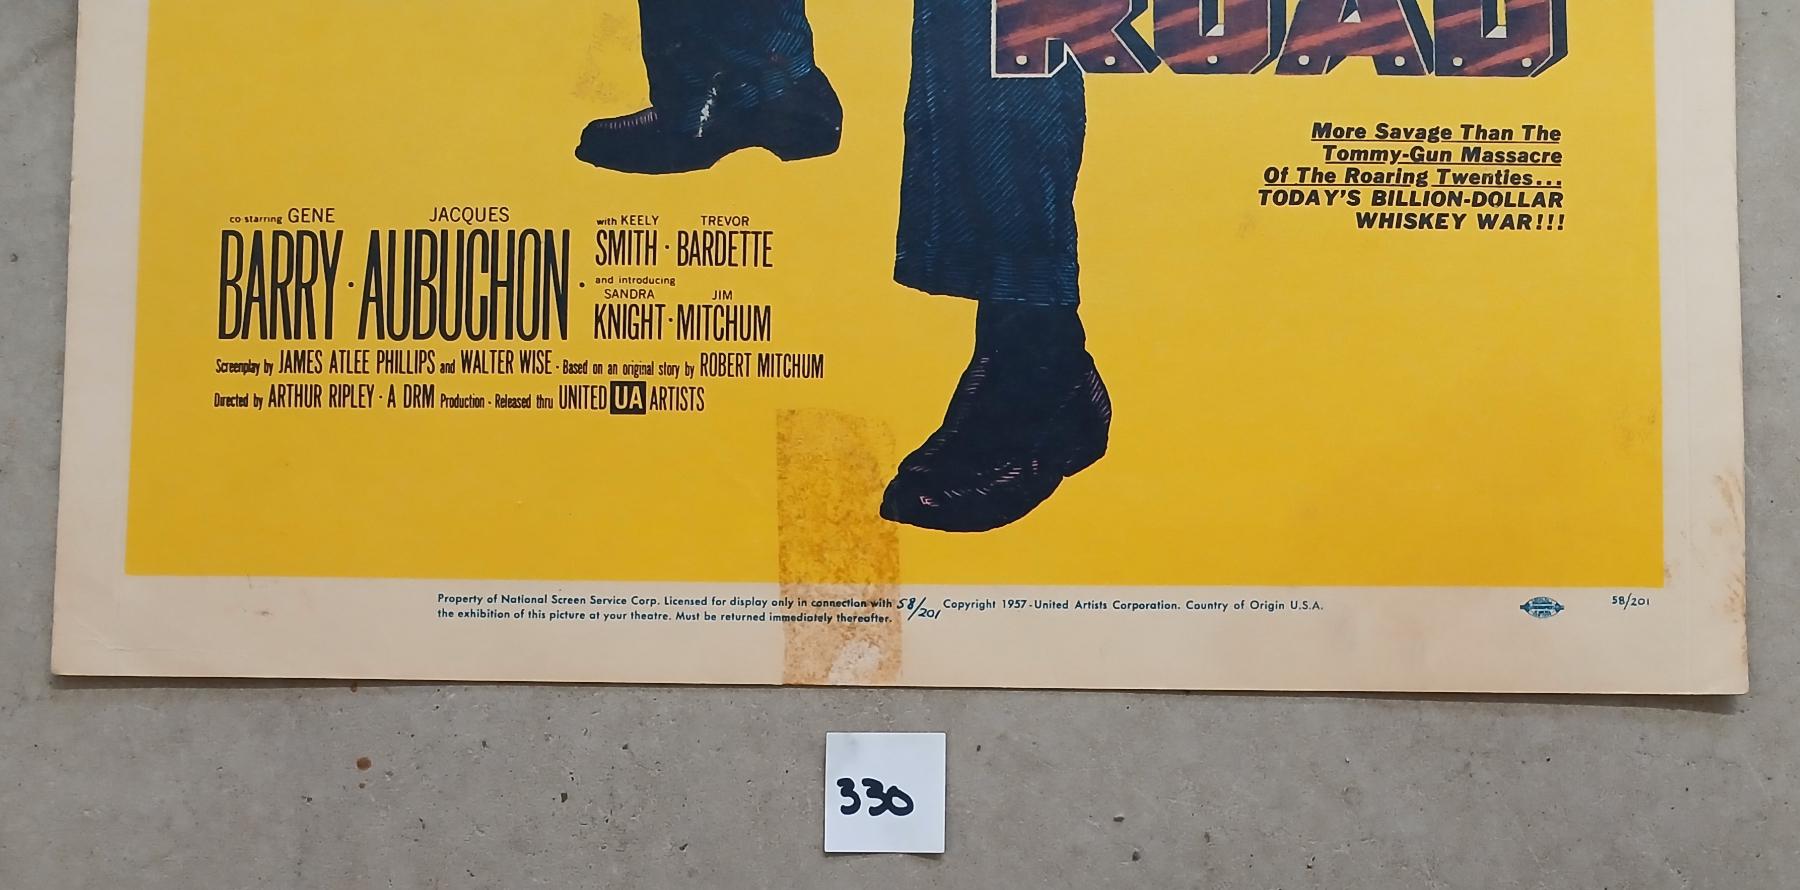 ROAD
More Savage Than The
Tommy-Gun Massacre
Of The Roaring Twenties...
TODAY'S BILLION-DOLLAR
WHISKEY WAR!!!
co-starring GENE BARRY · JACQUES AUBUCHON ·
with KEELY SMITH · TREVOR BARDETTE
and introducing
SANDRA KNIGHT · JIM MITCHUM
Screenplay by JAMES ATLEE PHILLIPS and WALTER WISE · Based on an original story by ROBERT MITCHUM
Directed by ARTHUR RIPLEY · A DRM Production · Released thru UNITED UA ARTISTS
Property of National Screen Service Corp. Licensed for display only in connection with
the exhibition of this picture at your theatre. Must be returned immediately thereafter.
58/201
Copyright 1957 - United Artists Corporation. Country of Origin U.S.A.
58/201
330